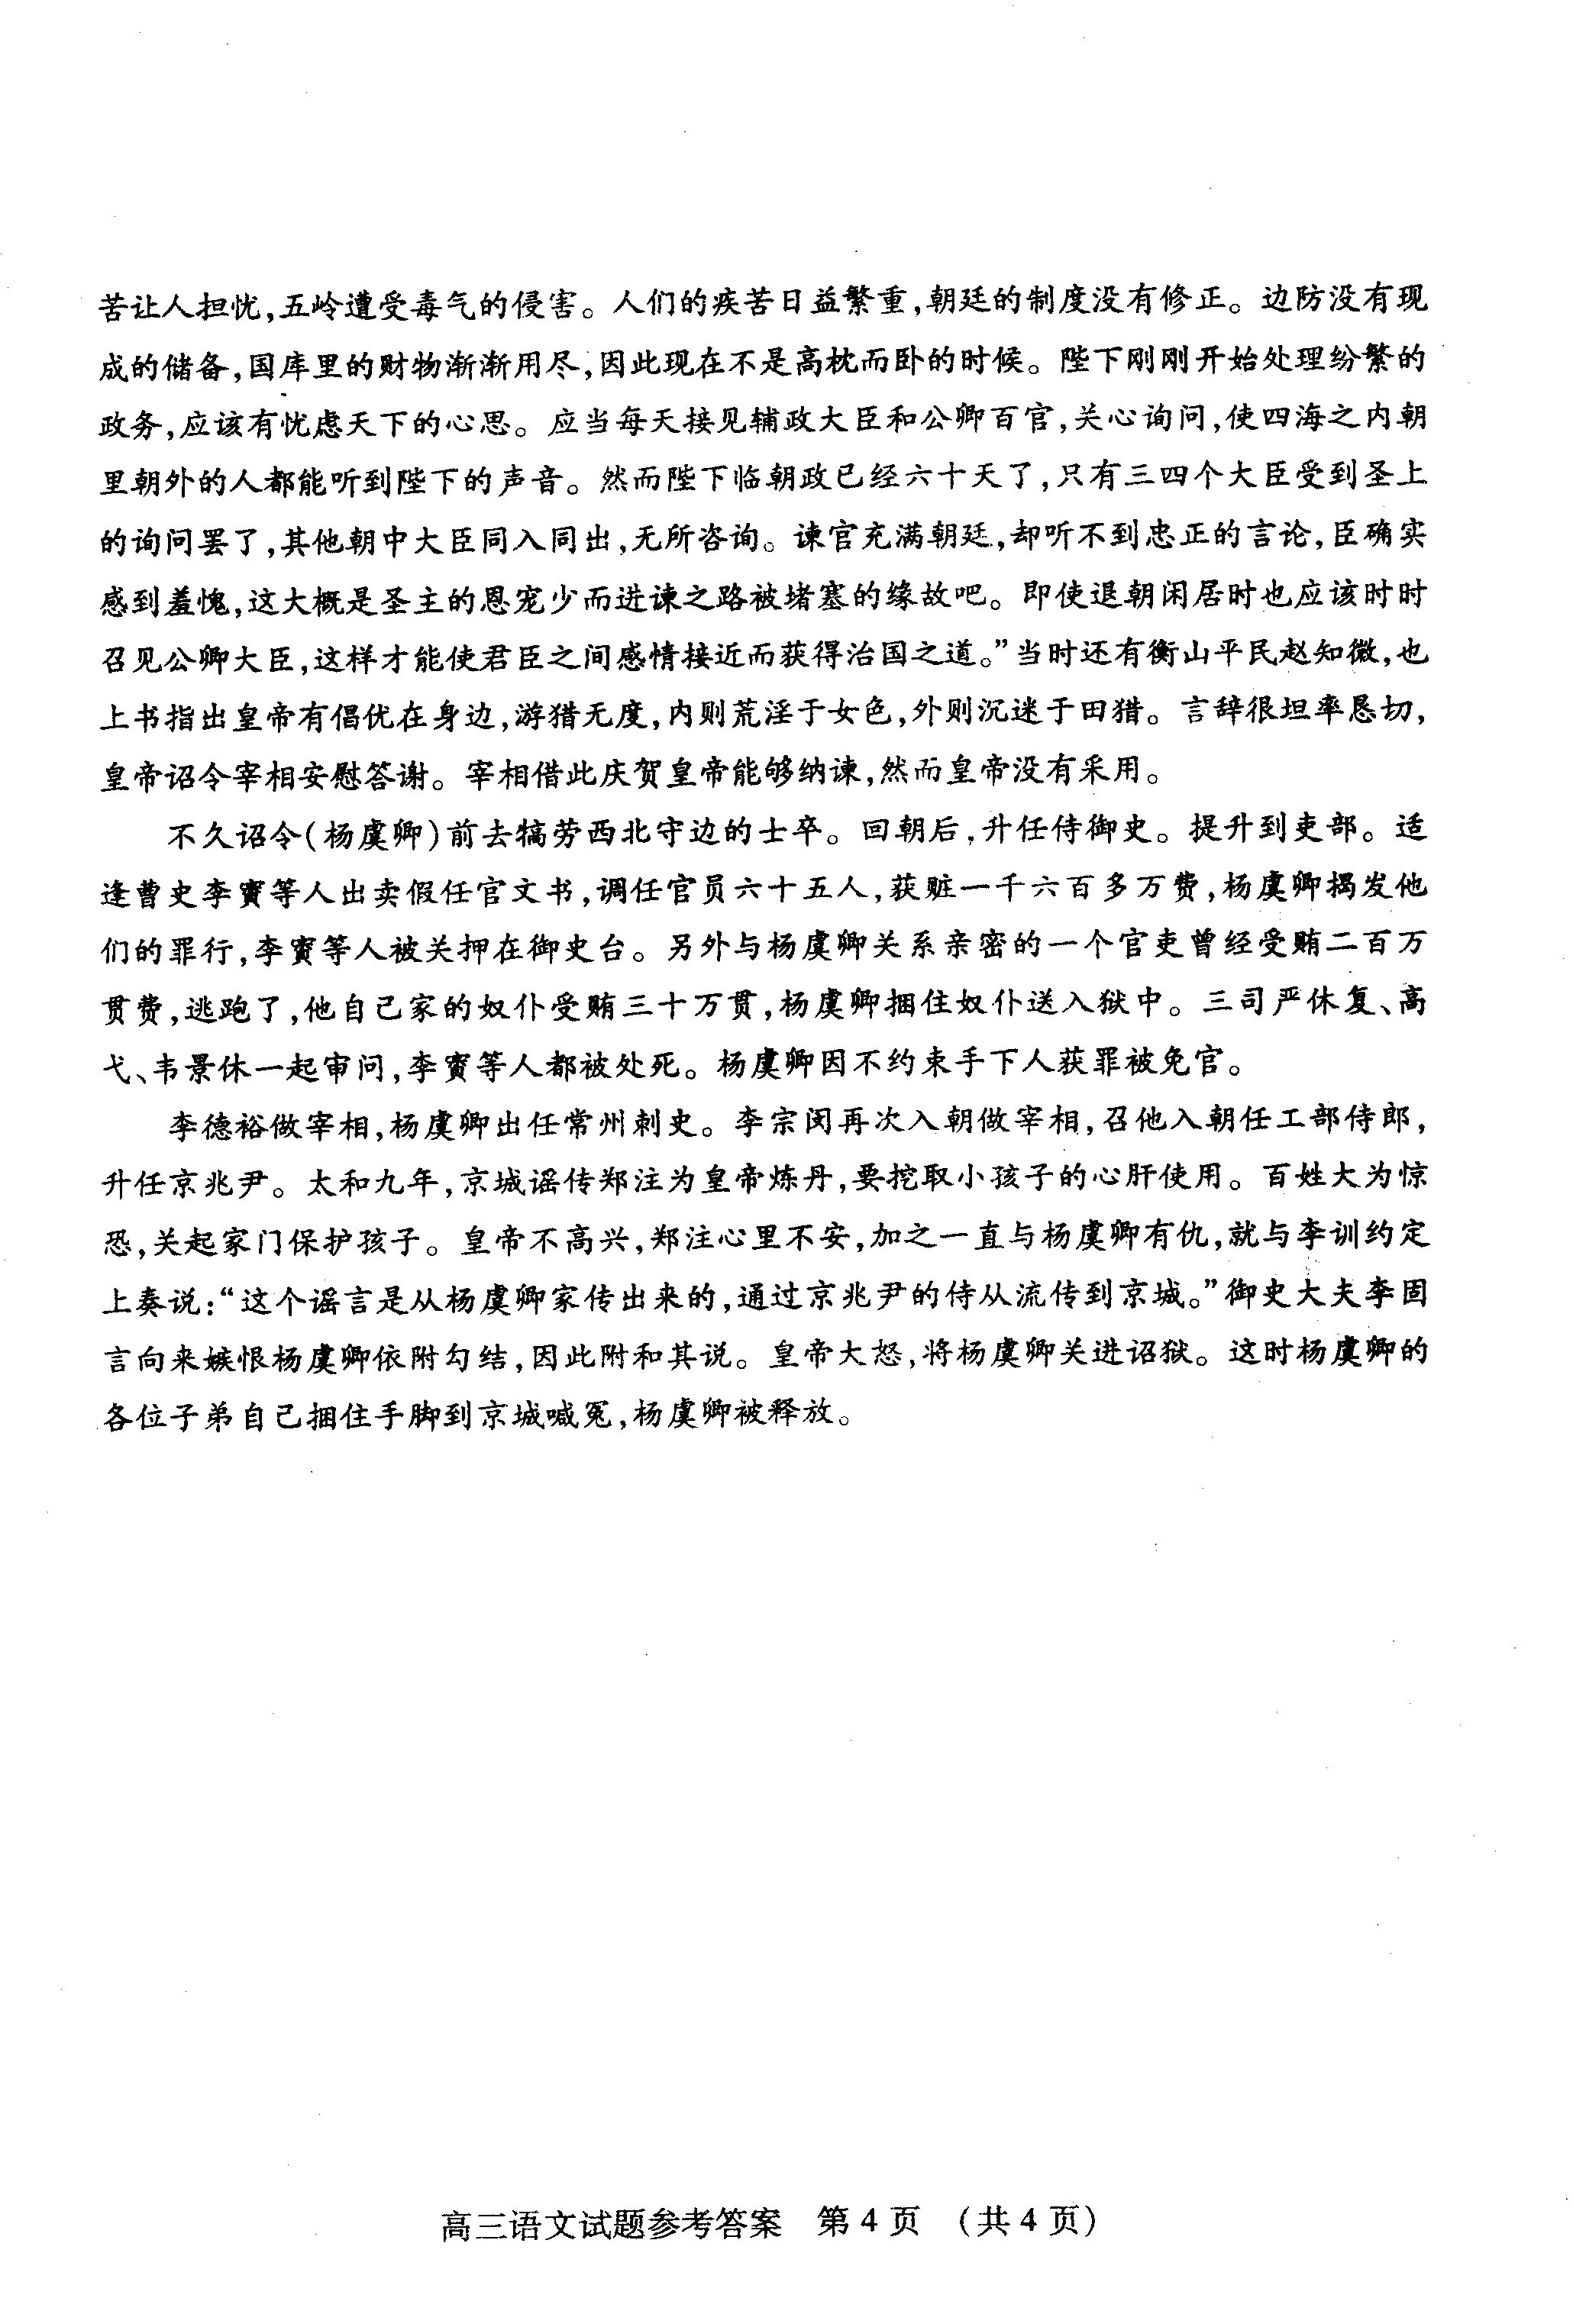 苦让人担忧,五岭遭受毒气的侵害。人们的疾苦日益繁重,朝廷的制度没有修正。边防没有现
成的储备,国库里的财物渐渐用尽,因此现在不是高枕而卧的时候。陛下刚刚开始处理纷繁的
政务,应该有忧虑天下的心思。应当每天接见辅政大臣和公卿百官,关心询问,使四海之内朝
里朝外的人都能听到陛下的声音。然而陛下临朝政已经六十天了,只有三四个大臣受到圣上
的询问罢了,其他朝中大臣同入同出,无所咨询。谏官充满朝廷,却听不到忠正的言论,臣确实
感到羞愧,这大概是圣主的恩宠少而进谏之路被堵塞的缘故吧。即使退朝闲居时也应该时时
召见公卿大臣,这样才能使君臣之间感情接近而获得治国之道。”当时还有衡山平民赵知微,也
上书指出皇帝有倡优在身边,游猎无度,内则荒淫于女色,外则沉迷于田猎。言辞很坦率恳切,
皇帝诏令宰相安慰答谢。宰相借此庆贺皇帝能够纳谏,然而皇帝没有采用。
不久诏令(杨虞卿)前去犒劳西北守边的士卒。回朝后,升任侍御史。提升到吏部。适
逢曹史李賨等人出卖假任官文书,调任官员六十五人,获赃一千六百多万费,杨虞卿揭发他
们的罪行,李賨等人被关押在御史台。另外与杨虞卿关系亲密的一个官吏曾经受贿二百万
贯费,逃跑了,他自己家的奴仆受贿三十万贯,杨虞卿捆住奴仆送入狱中。三司严休复、高
弋、韦景休一起审问,李賨等人都被处死。杨虞卿因不约束手下人获罪被免官。
李德裕做宰相,杨虞卿出任常州刺史。李宗闵再次入朝做宰相,召他入朝任工部侍郎,
升任京兆尹。太和九年,京城谣传郑注为皇帝炼丹,要挖取小孩子的心肝使用。百姓大为惊
恐,关起家门保护孩子。皇帝不高兴,郑注心里不安,加之一直与杨虞卿有仇,就与李训约定
上奏说:“这个谣言是从杨虞卿家传出来的,通过京兆尹的侍从流传到京城。”御史大夫李固
言向来嫉恨杨虞卿依附勾结,因此附和其说。皇帝大怒,将杨虞卿关进诏狱。这时杨虞卿的
各位子弟自己捆住手脚到京城喊冤,杨虞卿被释放。
高三语文试题参考答案 第4页 (共4页)